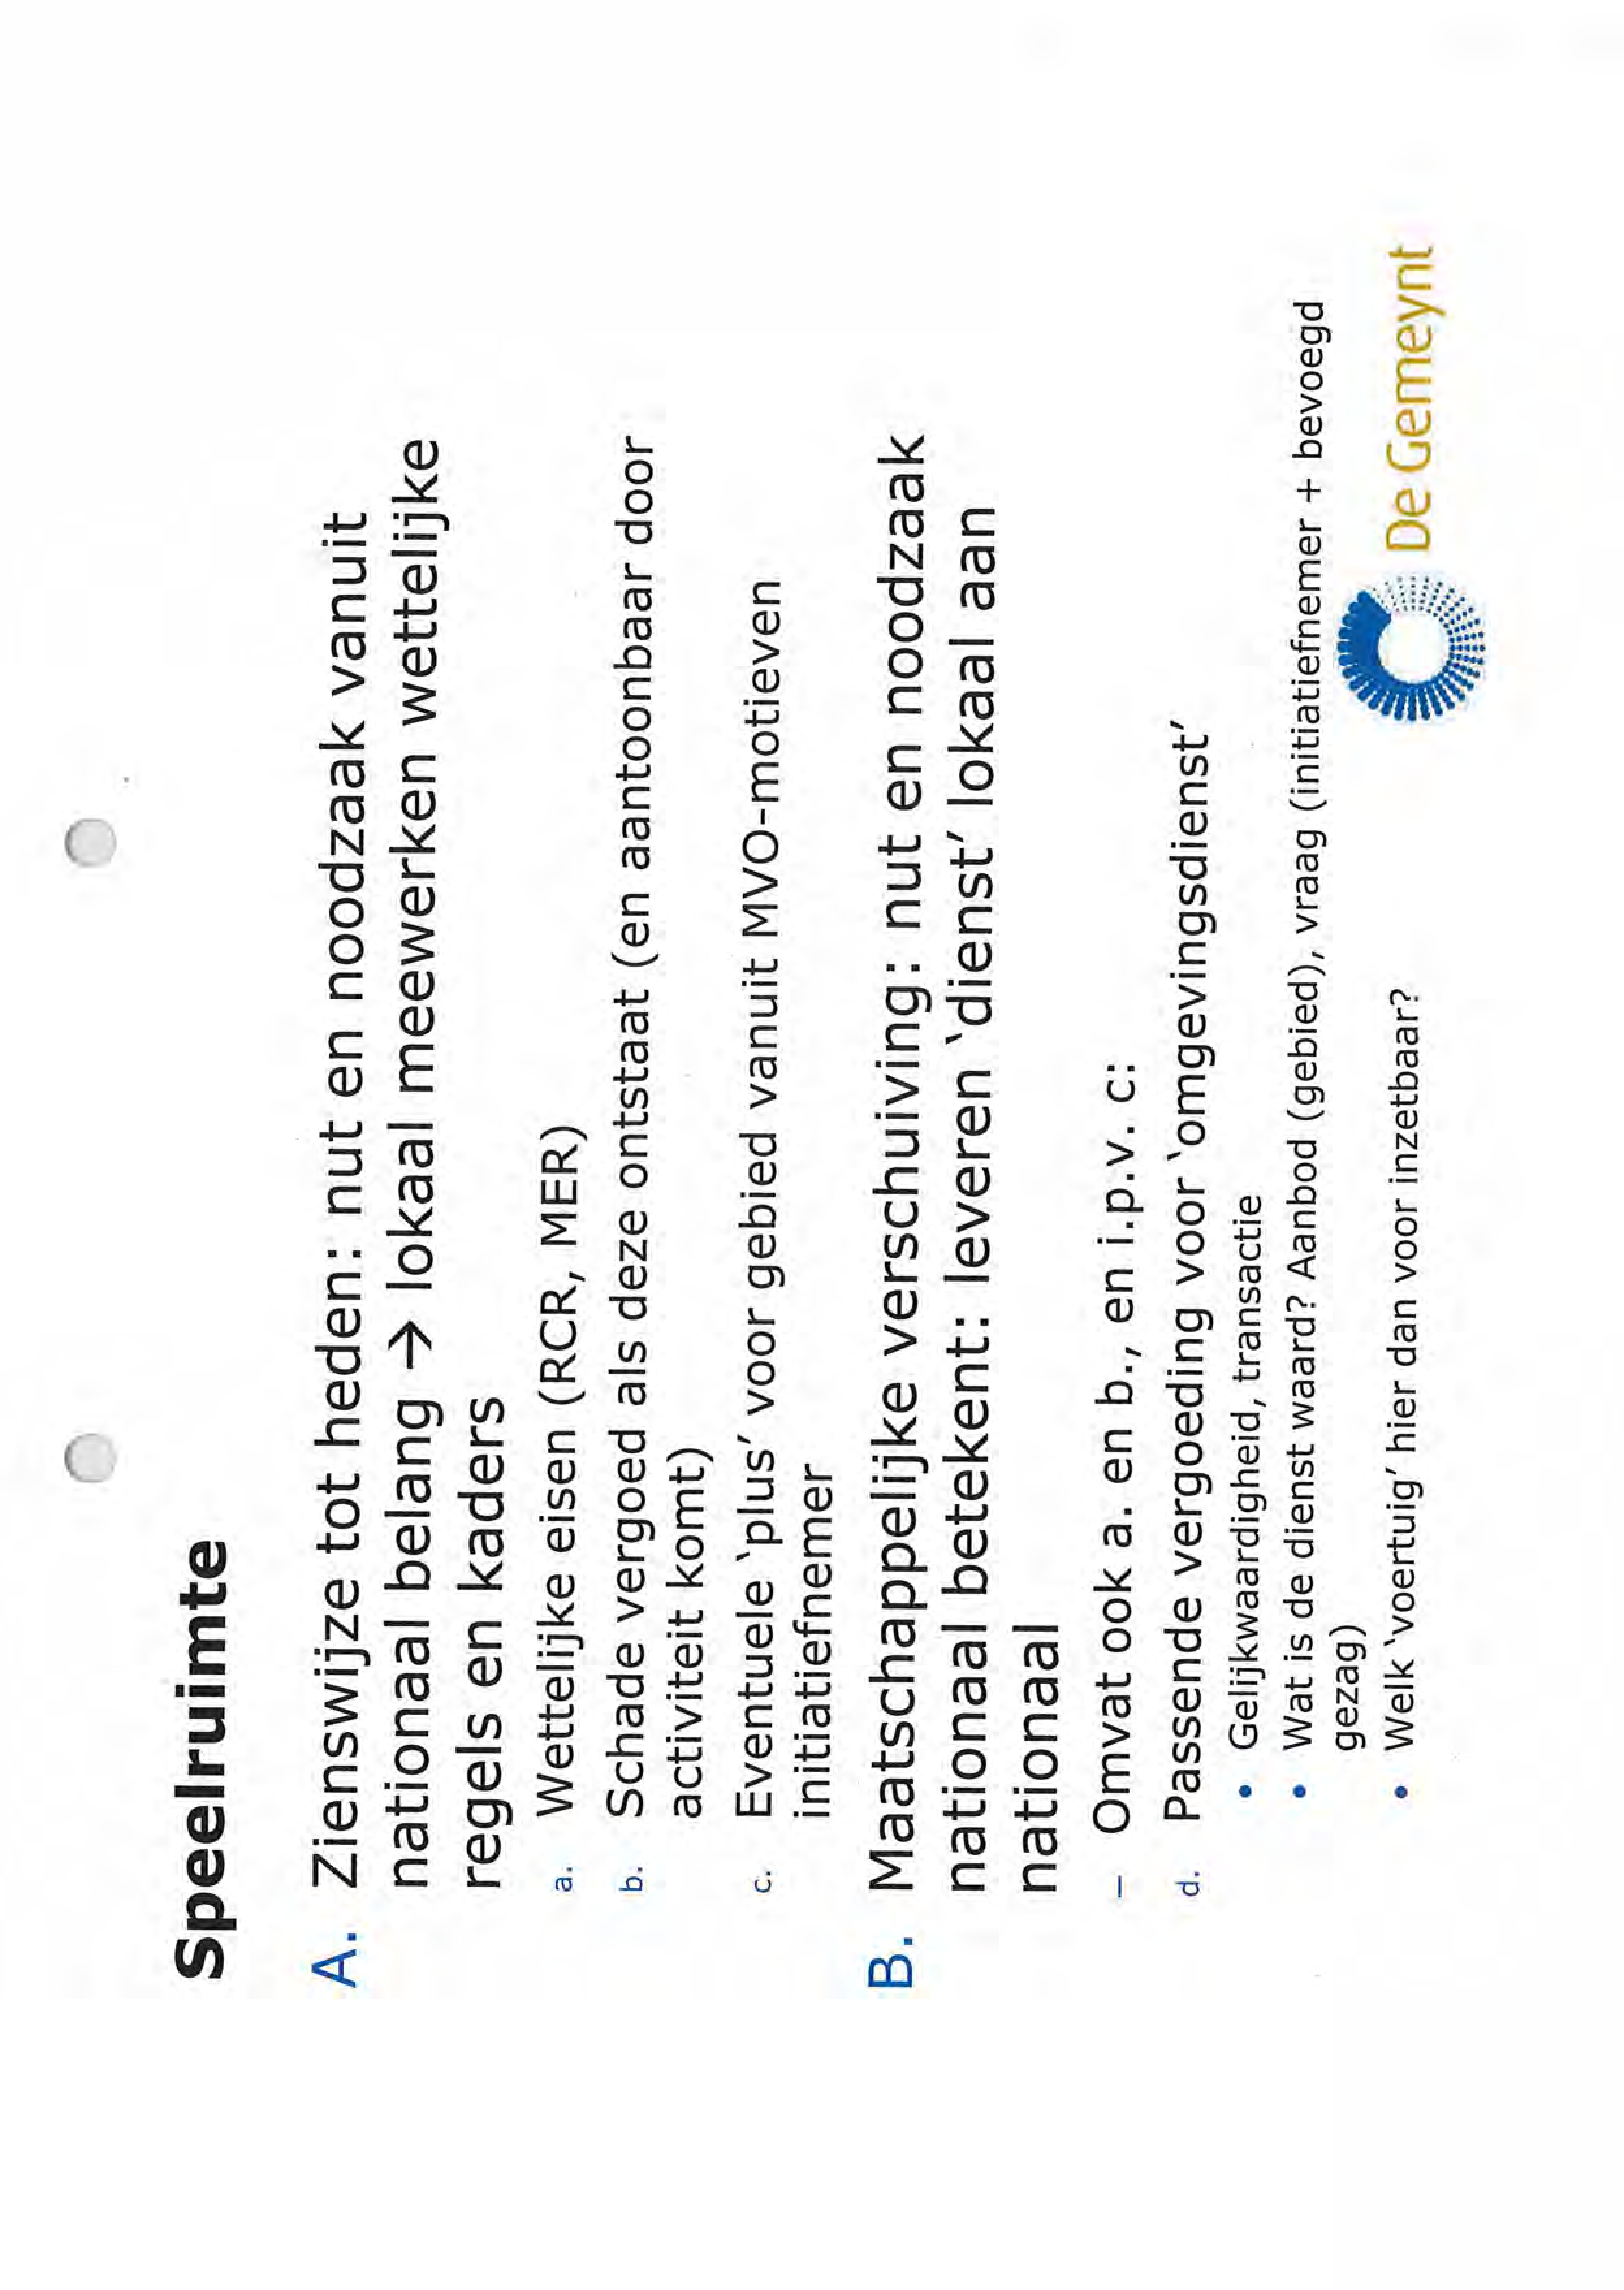 Speelruimte
A. Zienswijze tot heden: nut en noodzaak vanuit
nationaal belang → lokaal meewerken wettelijke
regels en kaders
a. Wettelijke eisen (RCR, MER)
b. Schade vergoed als deze ontstaat (en aantoonbaar door
activiteit komt)
c. Eventuele ‘plus’ voor gebied vanuit MVO-motieven
initiatiefnemer
B. Maatschappelijke verschuiving: nut en noodzaak
nationaal betekent: leveren ‘dienst’ lokaal aan
nationaal
– Omvat ook a. en b., en i.p.v. c:
d. Passende vergoeding voor ‘omgevingsdienst’
• Gelijkwaardigheid, transactie
• Wat is de dienst waard? Aanbod (gebied), vraag (initiatiefnemer + bevoegd
gezag)
• Welk ‘voertuig’ hier dan voor inzetbaar?
De Gemeynt